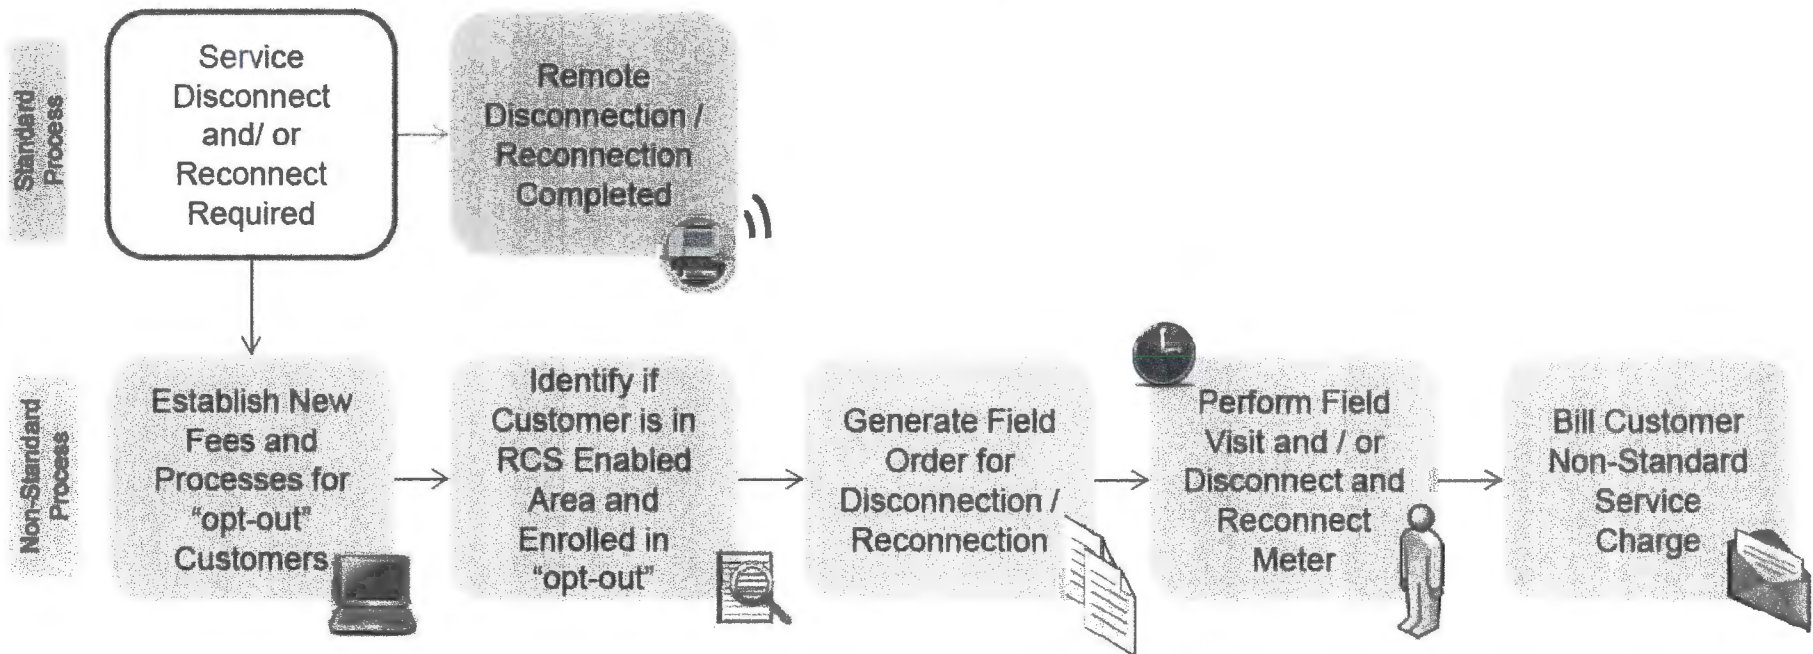 Standard
Process
Service
Disconnect
and/ or
Reconnect
Required
Remote
Disconnection /
Reconnection
Completed
Non-Standard
Process
Establish New
Fees and
Processes for
“opt-out”
Customers
Identify if
Customer is in
RCS Enabled
Area and
Enrolled in
“opt-out”
Generate Field
Order for
Disconnection /
Reconnection
Perform Field
Visit and / or
Disconnect and
Reconnect
Meter
Bill Customer
Non-Standard
Service
Charge